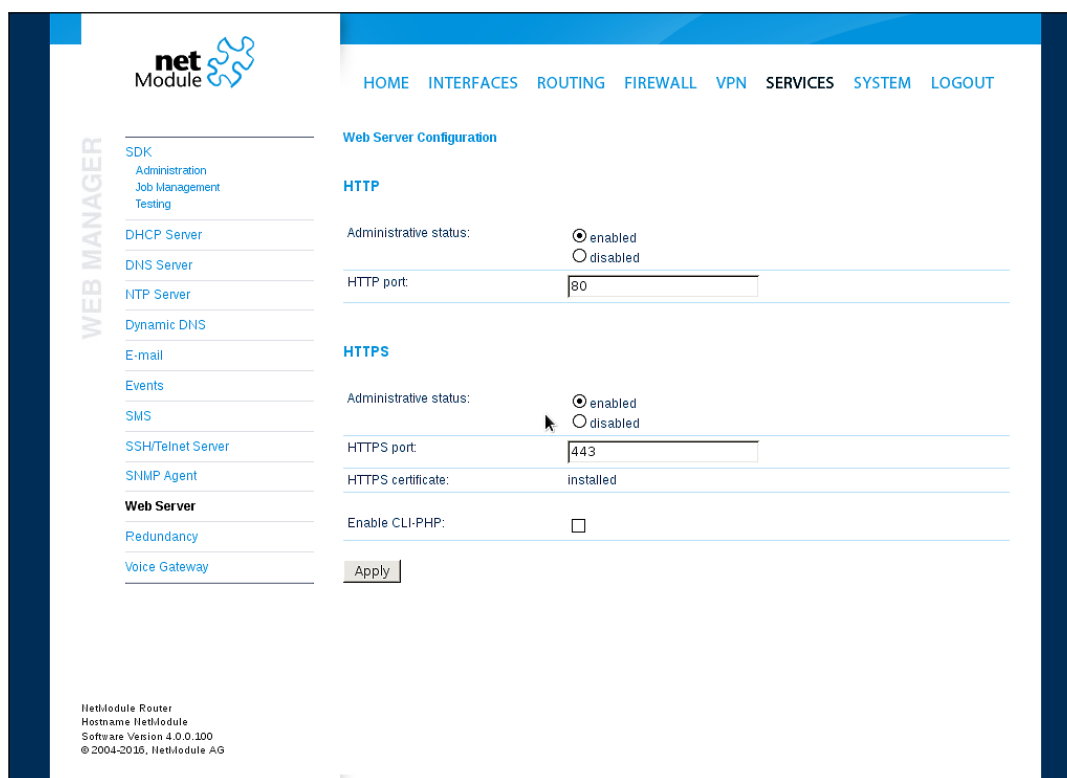 net
Module
HOME INTERFACES ROUTING FIREWALL VPN SERVICES SYSTEM LOGOUT
WEB MANAGER
SDK
Administration
Job Management
Testing
DHCP Server
DNS Server
NTP Server
Dynamic DNS
E-mail
Events
SMS
SSH/Telnet Server
SNMP Agent
Web Server
Redundancy
Voice Gateway
Web Server Configuration
HTTP
Administrative status:
enabled
disabled
HTTP port: 80
HTTPS
Administrative status:
enabled
disabled
HTTPS port: 443
HTTPS certificate: installed
Enable CLI-PHP:
Apply
NetModule Router
Hostname NetModule
Software Version 4.0.0.100
© 2004-2016, NetModule AG